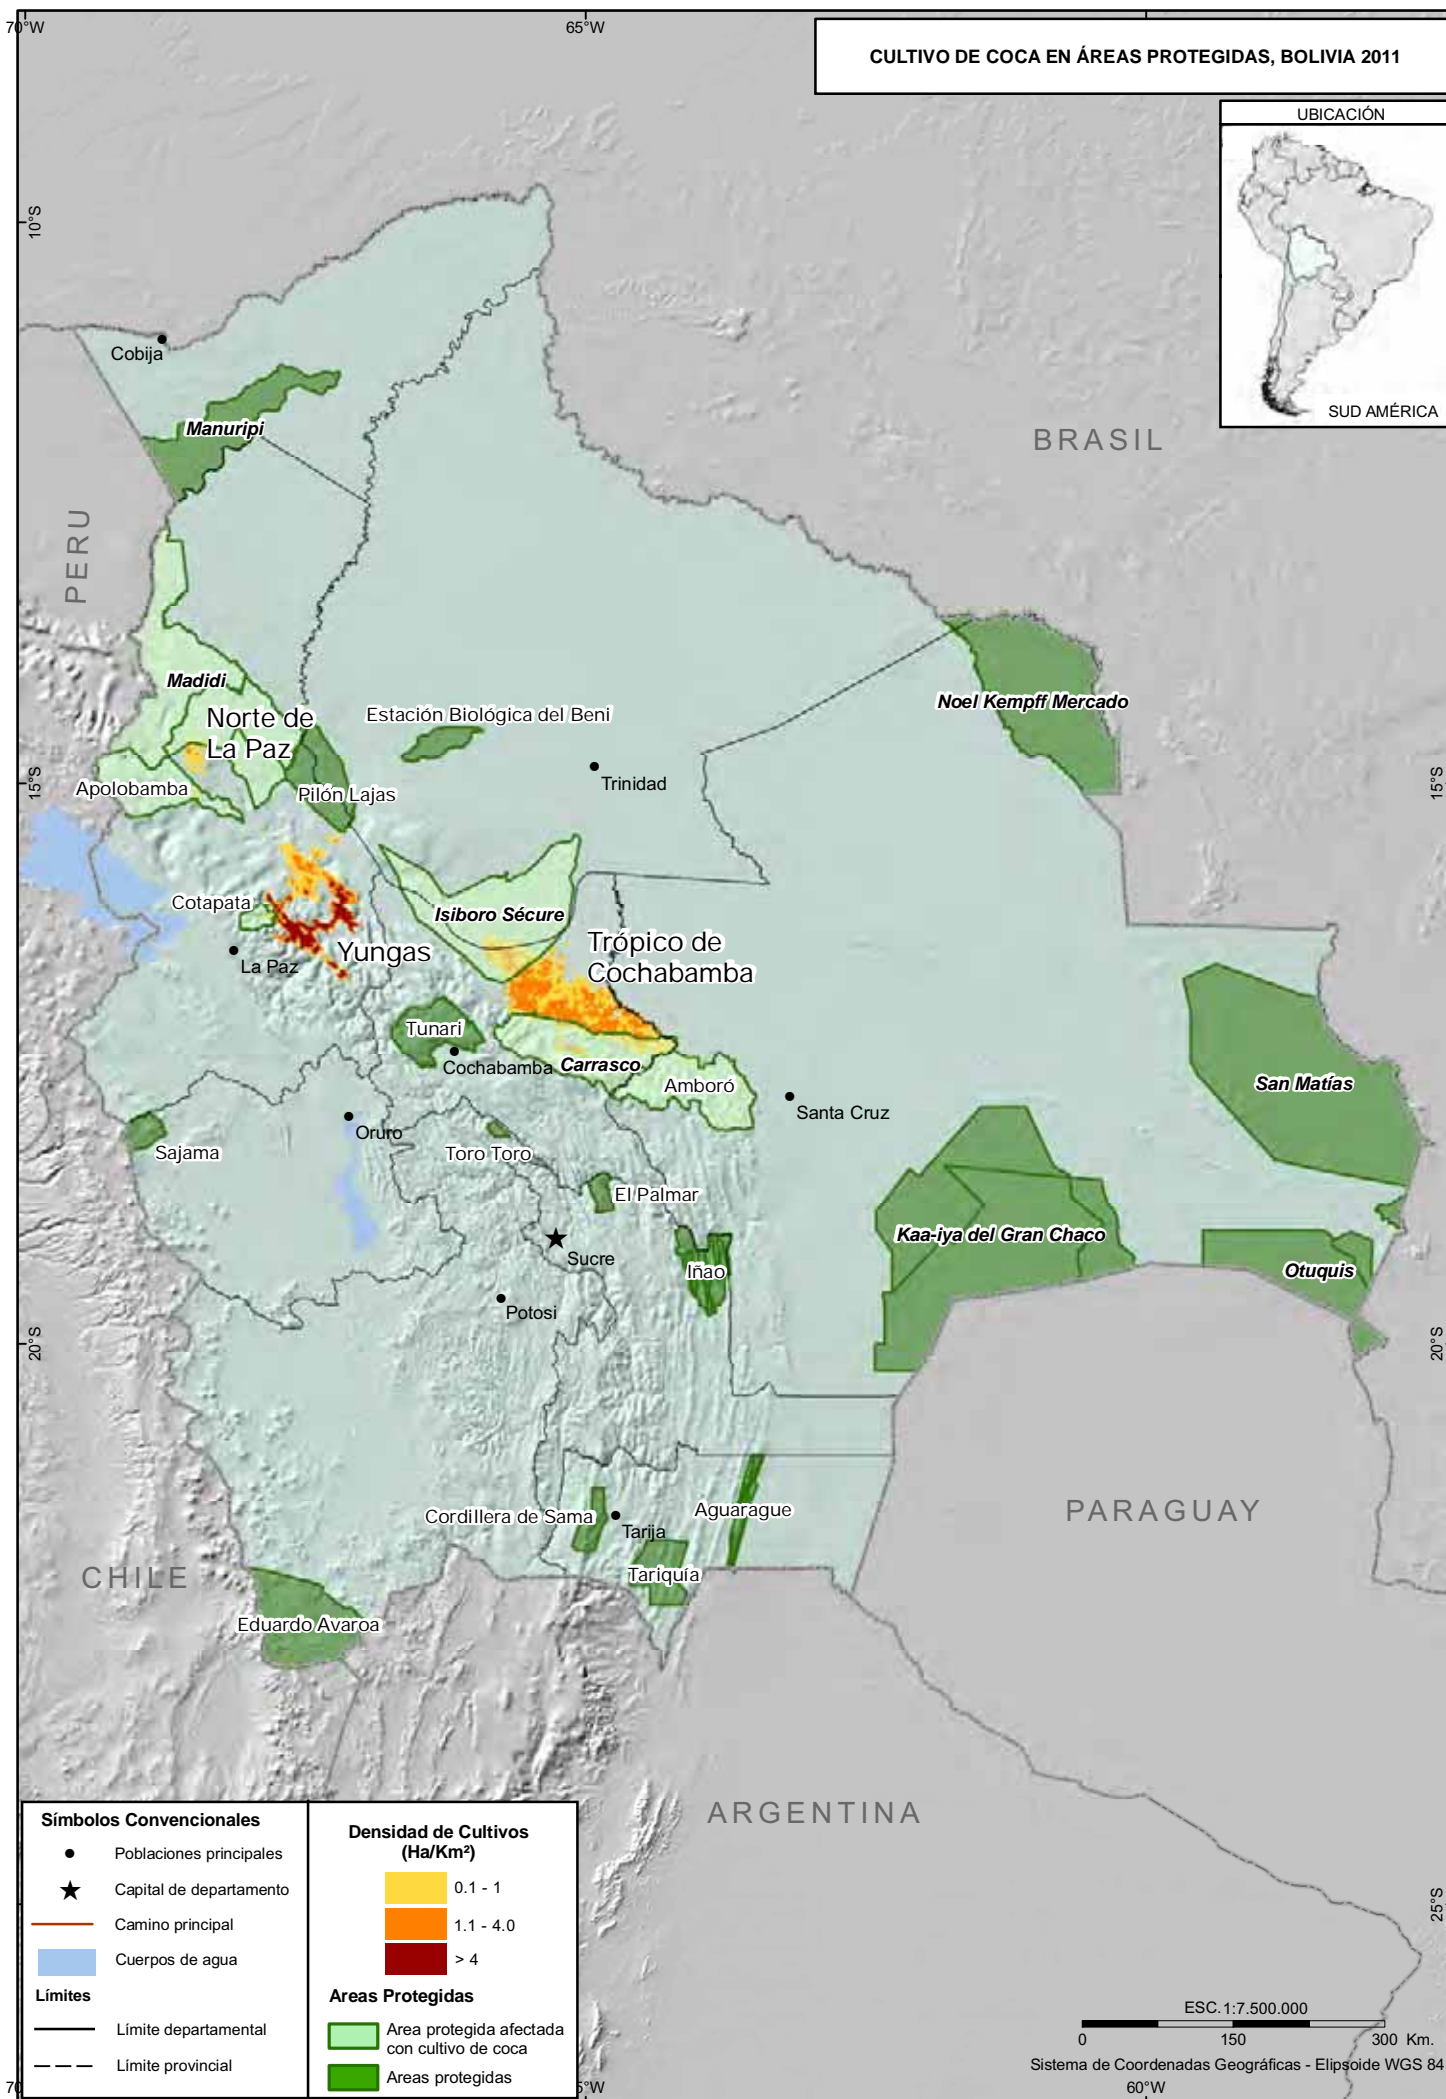 70°W
65°W
CULTIVO DE COCA EN ÁREAS PROTEGIDAS, BOLIVIA 2011
UBICACIÓN
SUD AMÉRICA
10°S
Cobija
Manuripi
BRASIL
PERU
Madidi
Norte de
La Paz
Estación Biológica del Beni
Noel Kempff Mercado
Trinidad
15°S
15°S
Apolobamba
Pilón Lajas
Cotapata
Isiboro Sécure
La Paz
Yungas
Trópico de
Cochabamba
Tunari
Cochabamba
Carrasco
Amboró
Santa Cruz
San Matías
Oruro
Sajama
Toro Toro
El Palmar
Sucre
Iñao
Kaa-iya del Gran Chaco
Otuquis
Potosi
20°S
20°S
Cordillera de Sama
Tarija
Aguarague
PARAGUAY
Tariquía
CHILE
Eduardo Avaroa
ARGENTINA
25°S
Símbolos Convencionales
Poblaciones principales
Capital de departamento
Camino principal
Cuerpos de agua
Límites
Límite departamental
Límite provincial
Densidad de Cultivos
(Ha/Km²)
0.1 - 1
1.1 - 4.0
> 4
Areas Protegidas
Area protegida afectada
con cultivo de coca
Areas protegidas
ESC. 1:7.500.000
0 150 300 Km.
Sistema de Coordenadas Geográficas - Elipsoide WGS 84
60°W